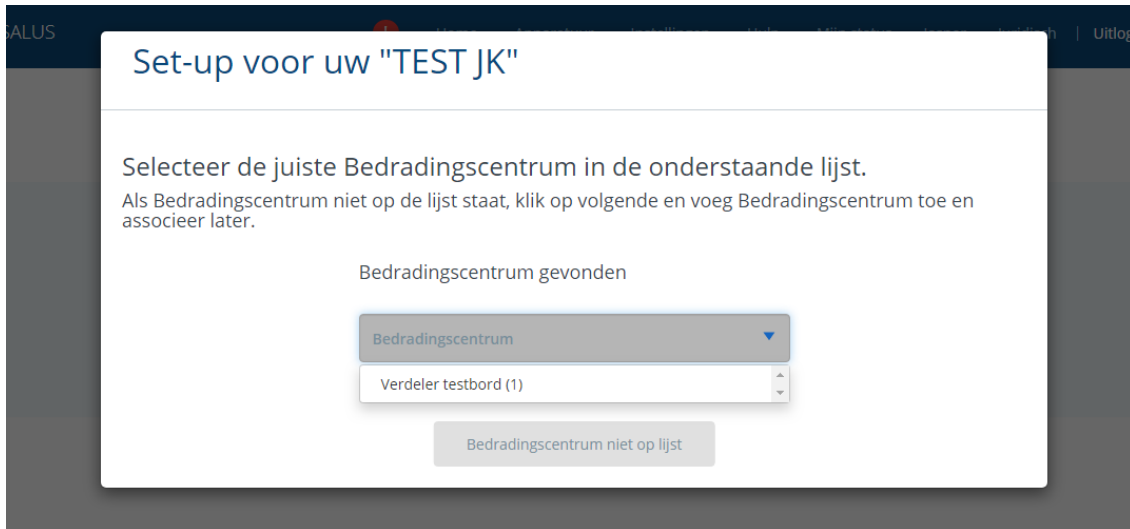 SALUS
Uitlog
Set-up voor uw "TEST JK"
Selecteer de juiste Bedradingscentrum in de onderstaande lijst.
Als Bedradingscentrum niet op de lijst staat, klik op volgende en voeg Bedradingscentrum toe en
associeer later.
Bedradingscentrum gevonden
Bedradingscentrum
Verdeler testbord (1)
Bedradingscentrum niet op lijst